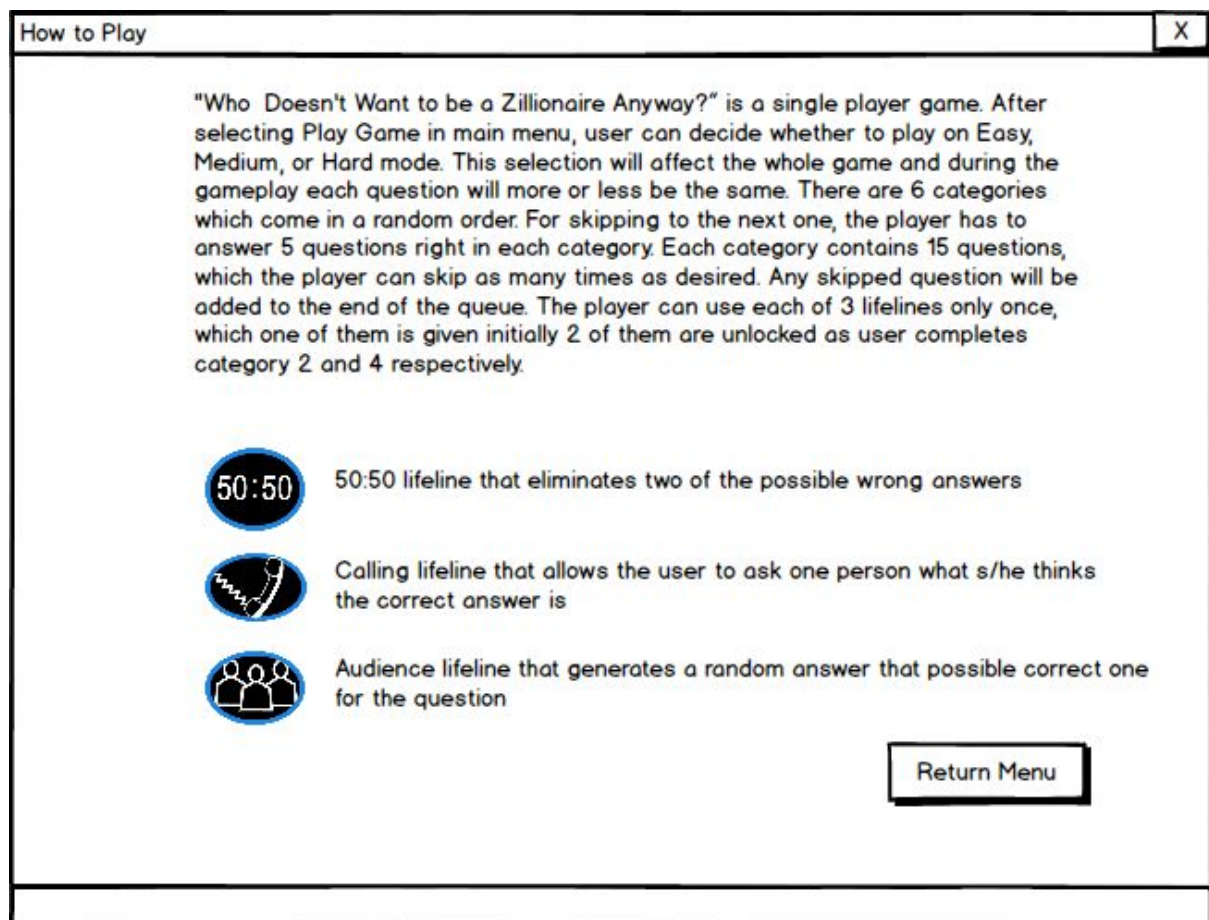 How to Play
X
"Who Doesn't Want to be a Zillionaire Anyway?" is a single player game. After
selecting Play Game in main menu, user can decide whether to play on Easy,
Medium, or Hard mode. This selection will affect the whole game and during the
gameplay each question will more or less be the same. There are 6 categories
which come in a random order. For skipping to the next one, the player has to
answer 5 questions right in each category. Each category contains 15 questions,
which the player can skip as many times as desired. Any skipped question will be
added to the end of the queue. The player can use each of 3 lifelines only once,
which one of them is given initially 2 of them are unlocked as user completes
category 2 and 4 respectively.
50:50
50:50 lifeline that eliminates two of the possible wrong answers
Calling lifeline that allows the user to ask one person what s/he thinks
the correct answer is
Audience lifeline that generates a random answer that possible correct one
for the question
Return Menu